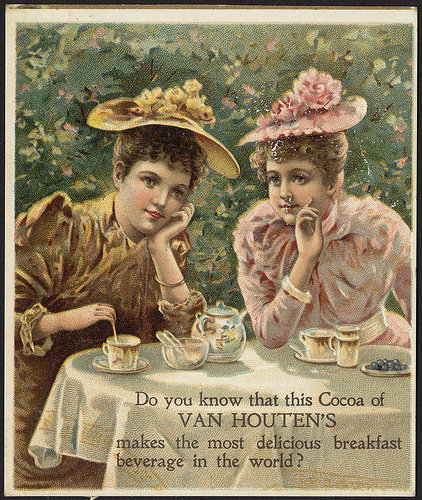 Do you know that this Cocoa of
VAN HOUTEN'S
makes the most delicious breakfast
beverage in the world?